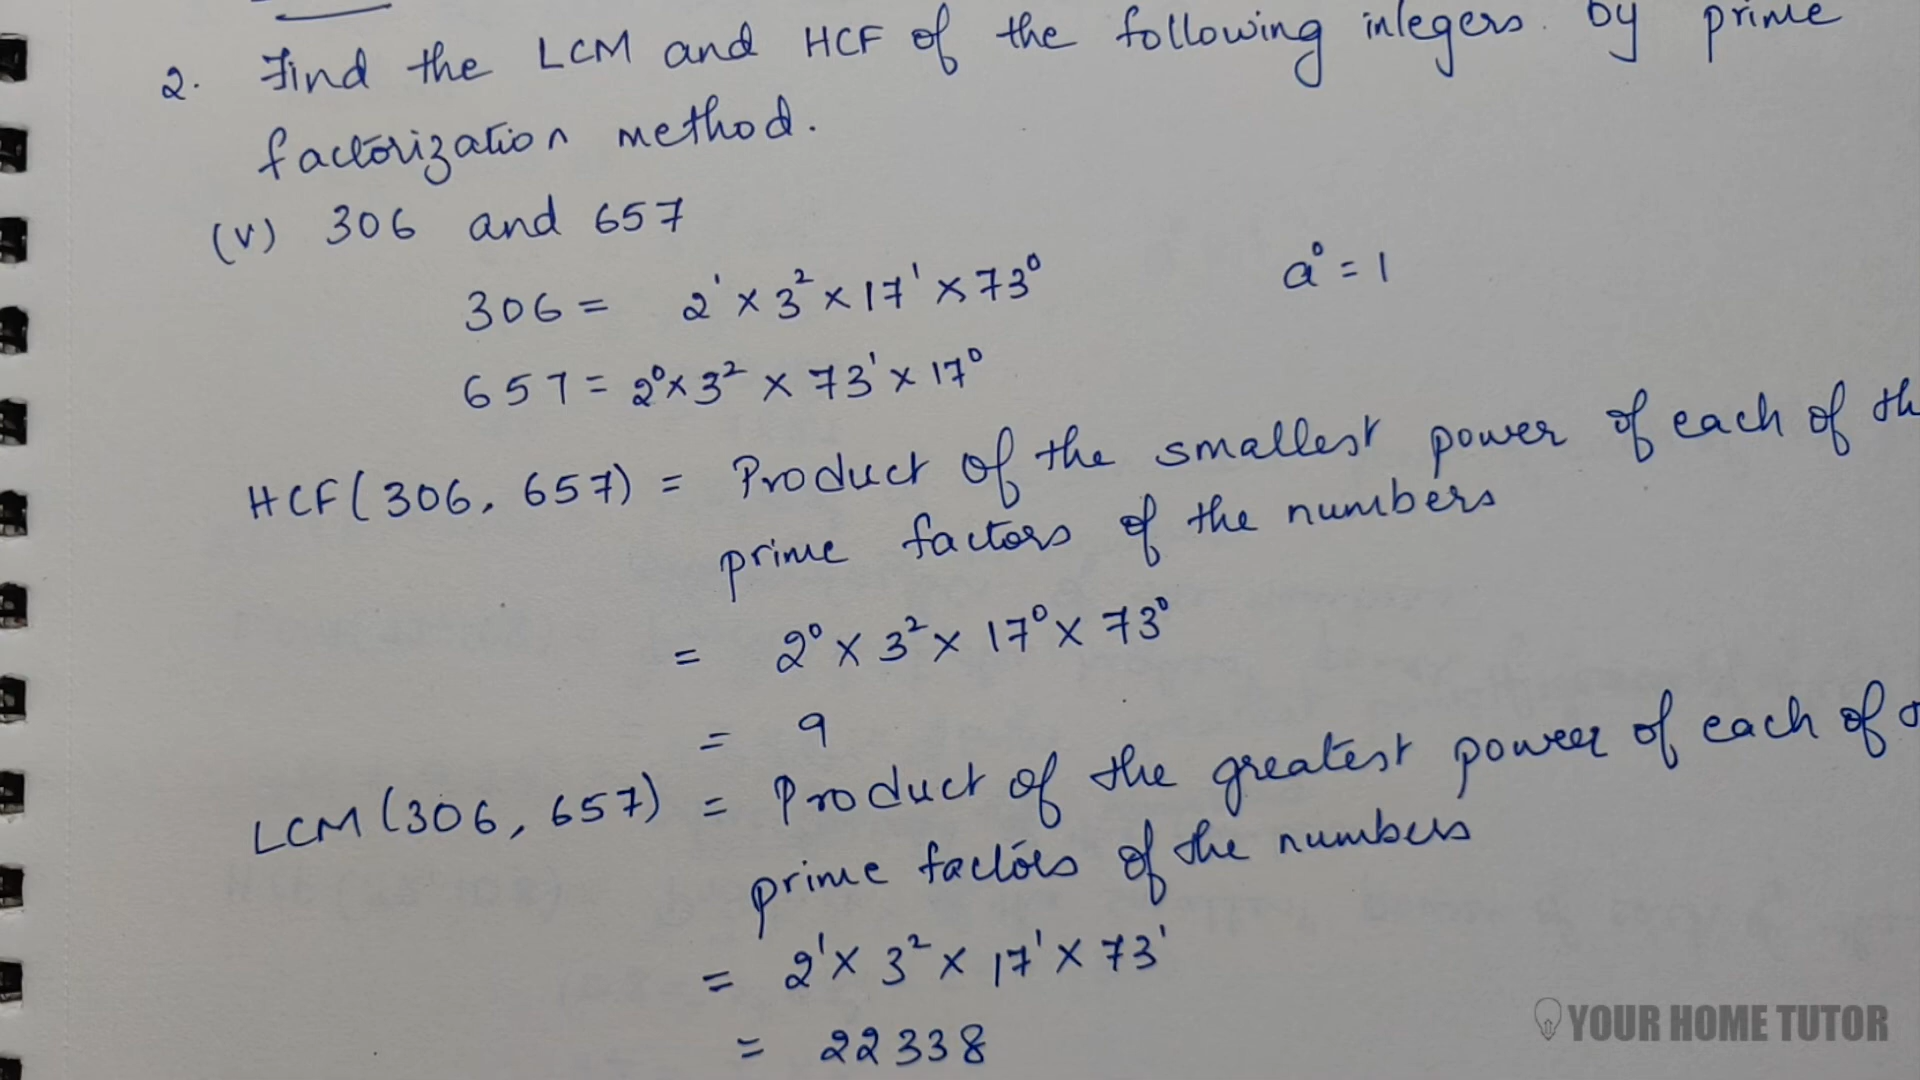 2. Find the LCM and HCF of the following integers. by prime
factorization method.
(v) 306 and 657
306 = 2¹ × 3² × 17¹ × 73⁰ a⁰ = 1
657 = 2⁰ × 3² × 73¹ × 17⁰
HCF(306, 657) = Product of the smallest power of each of th
prime factors of the numbers
= 2⁰ × 3² × 17⁰ × 73⁰
= 9
LCM(306, 657) = Product of the greatest power of each of
prime factors of the numbers
= 2¹ × 3² × 17¹ × 73¹
= 22338
YOUR HOME TUTOR